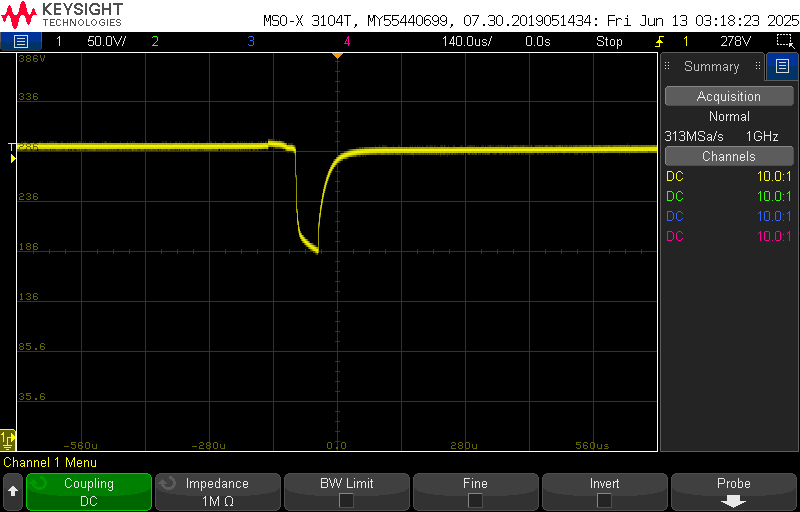 KEYSIGHT
TECHNOLOGIES
MSO-X 3104T, MY55440699, 07.30.2019051434: Fri Jun 13 03:18:23 2025
1 50.0V/ 2 3 4 140.0us/ 0.0s Stop 1 278V
386V
336
T 286
236
186
136
85.6
35.6
-560u -280u 0.0 280u 560us
Summary
Acquisition
Normal
313MSa/s 1GHz
Channels
DC 10.0:1
DC 10.0:1
DC 10.0:1
DC 10.0:1
1
Channel 1 Menu
Coupling
DC
Impedance
1M Ω
BW Limit
Fine
Invert
Probe